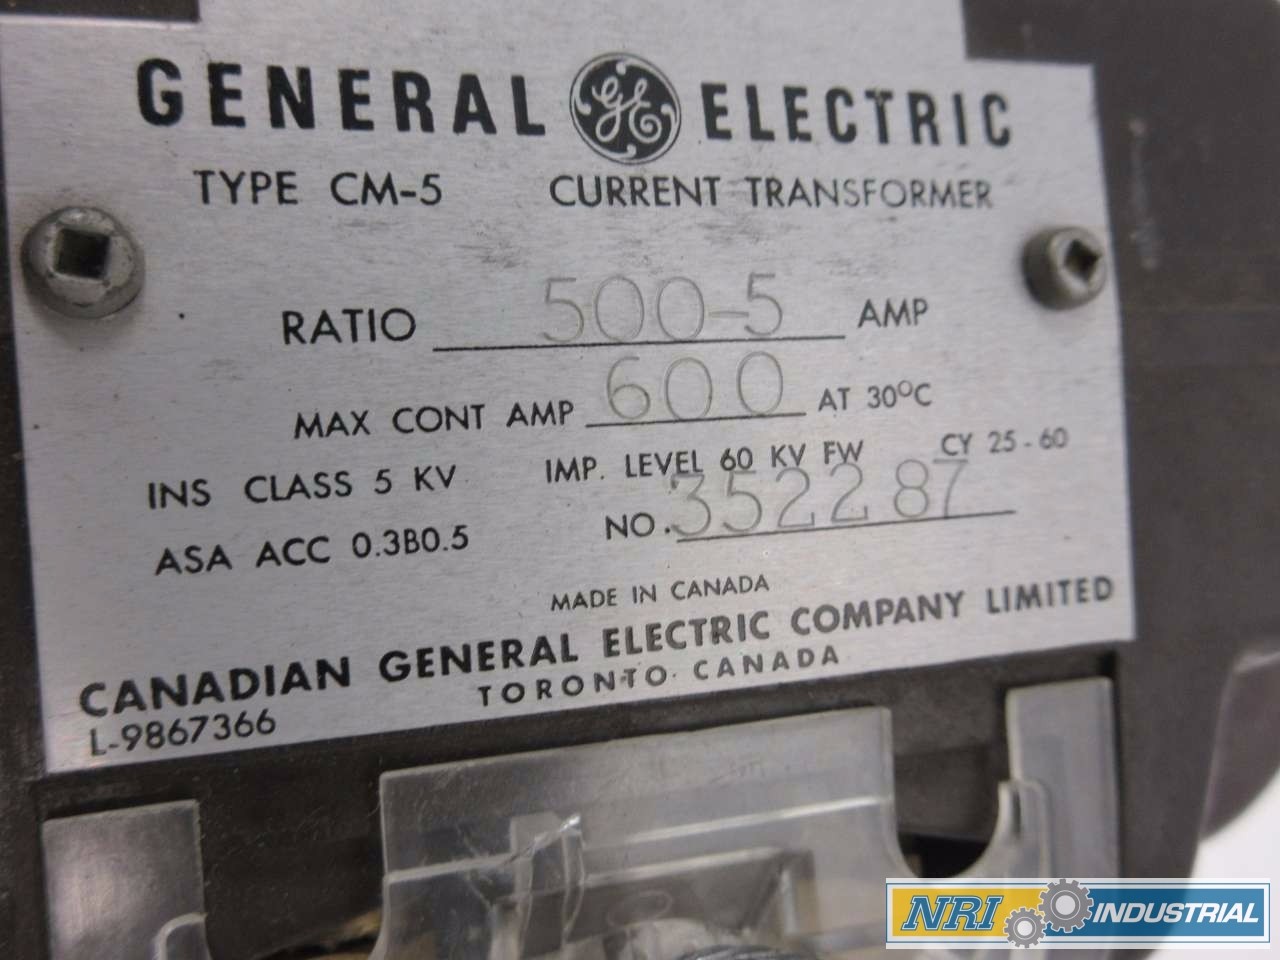 GENERAL GE ELECTRIC
TYPE CM-5 CURRENT TRANSFORMER
RATIO 500-5 AMP
MAX CONT AMP 600 AT 30°C
INS CLASS 5 KV IMP. LEVEL 60 KV FW CY 25-60
ASA ACC 0.3B0.5 NO. 352287
MADE IN CANADA
CANADIAN GENERAL ELECTRIC COMPANY LIMITED
TORONTO. CANADA
L-9867366
NRI INDUSTRIAL